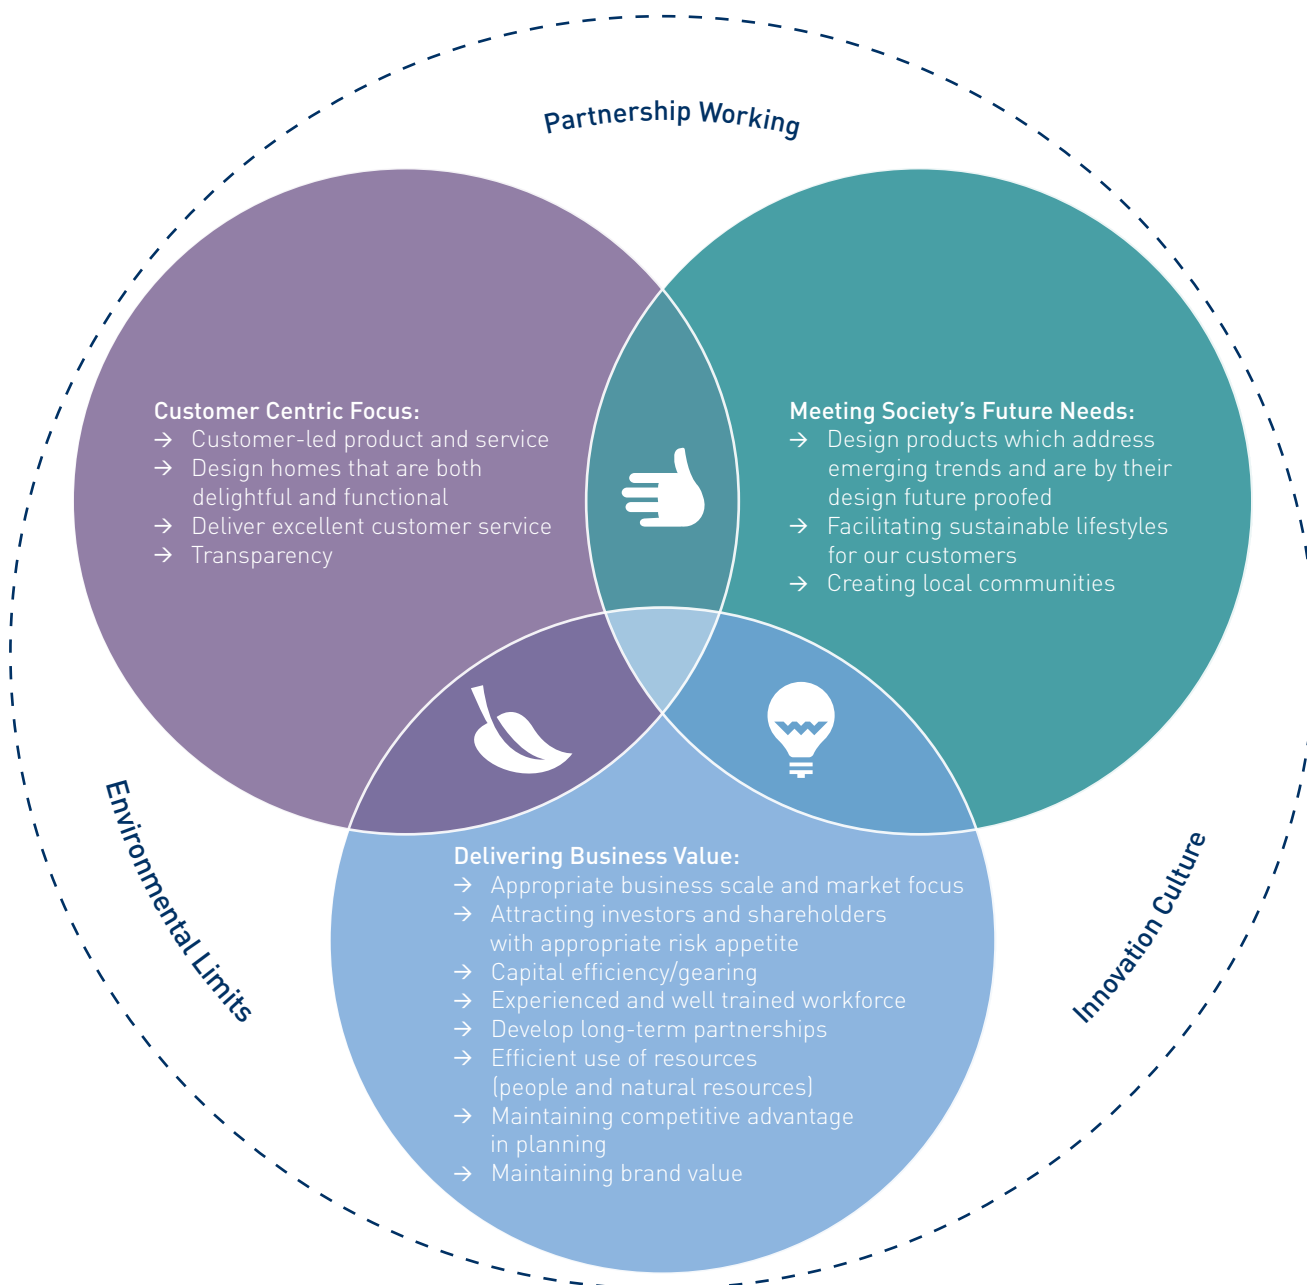 Partnership Working
Customer Centric Focus:
→ Customer-led product and service
→ Design homes that are both
delightful and functional
→ Deliver excellent customer service
→ Transparency
Meeting Society's Future Needs:
→ Design products which address
emerging trends and are by their
design future proofed
→ Facilitating sustainable lifestyles
for our customers
→ Creating local communities
Environmental Limits
Innovation Culture
Delivering Business Value:
→ Appropriate business scale and market focus
→ Attracting investors and shareholders
with appropriate risk appetite
→ Capital efficiency/gearing
→ Experienced and well trained workforce
→ Develop long-term partnerships
→ Efficient use of resources
(people and natural resources)
→ Maintaining competitive advantage
in planning
→ Maintaining brand value